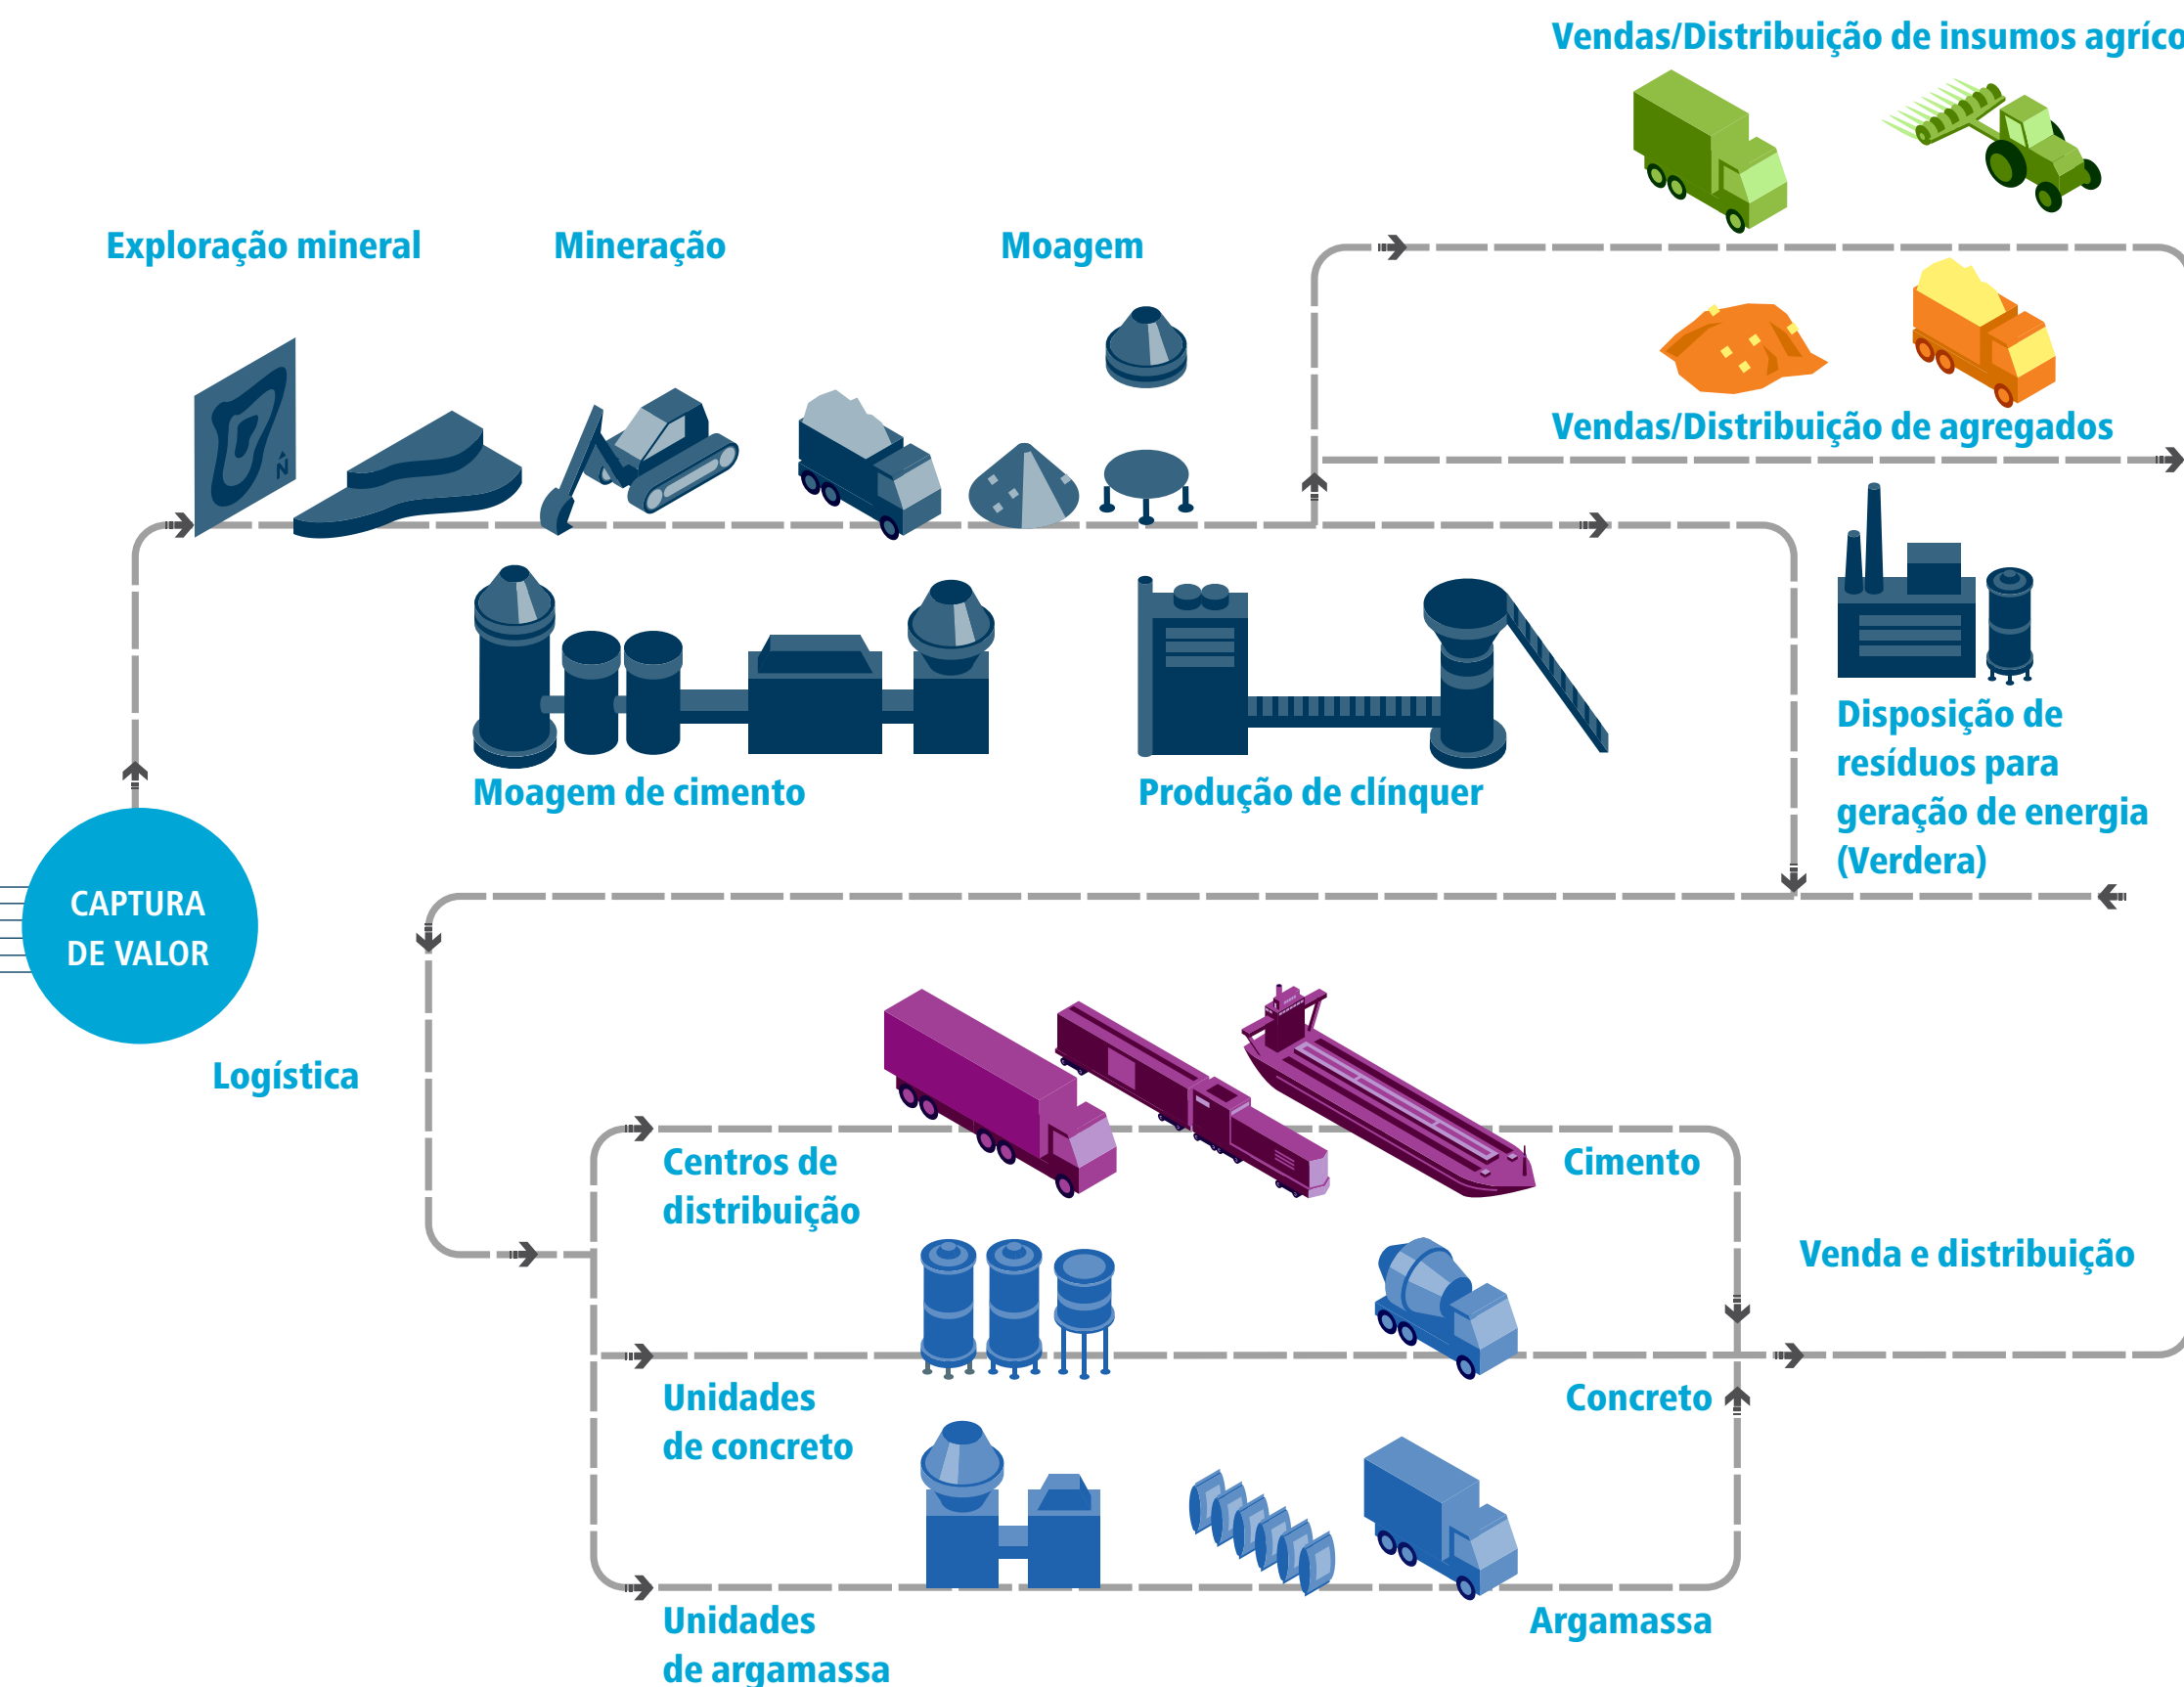 Vendas/Distribuição de insumos agríco
Exploração mineral
Mineração
Moagem
Vendas/Distribuição de agregados
N
Moagem de cimento
Produção de clínquer
Disposição de
resíduos para
geração de energia
(Verdera)
CAPTURA
DE VALOR
Logística
Centros de
distribuição
Cimento
Venda e distribuição
Unidades
de concreto
Concreto
Unidades
de argamassa
Argamassa